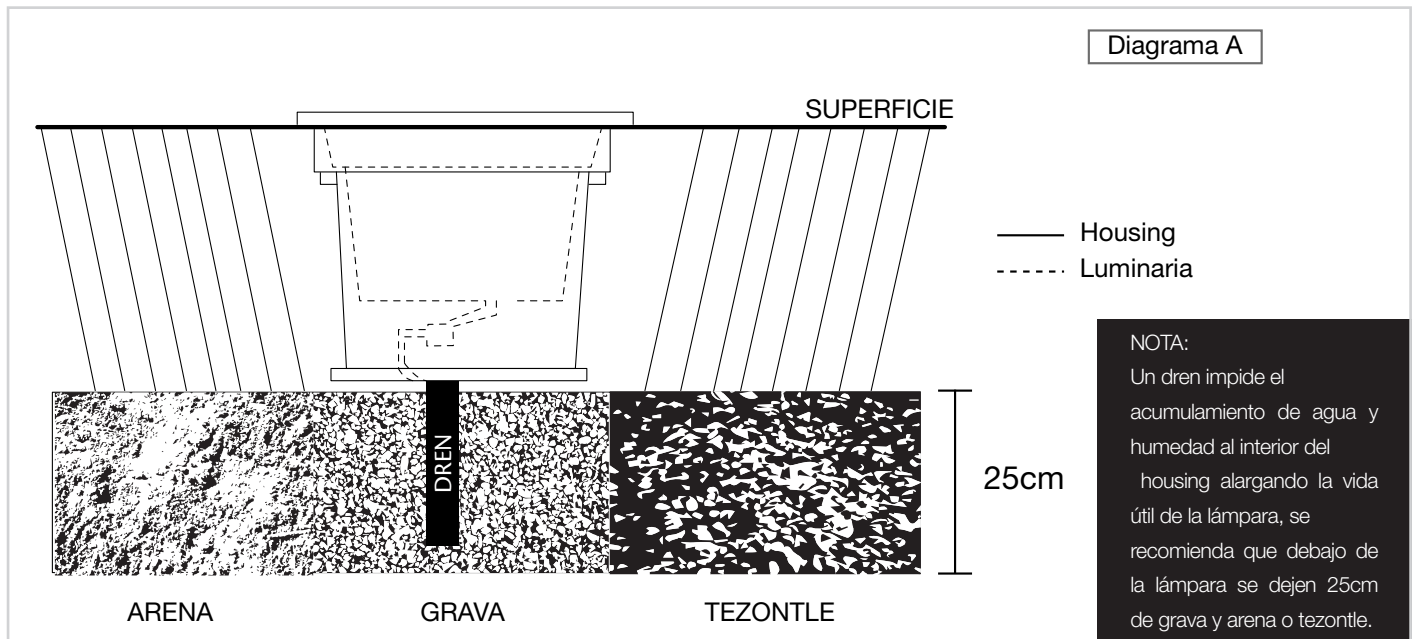 Diagrama A
SUPERFICIE
Housing
Luminaria
NOTA:
Un dren impide el
acumulamiento de agua y
humedad al interior del
housing alargando la vida
útil de la lámpara, se
recomienda que debajo de
la lámpara se dejen 25cm
de grava y arena o tezontle.
DREN
25cm
ARENA GRAVA TEZONTLE